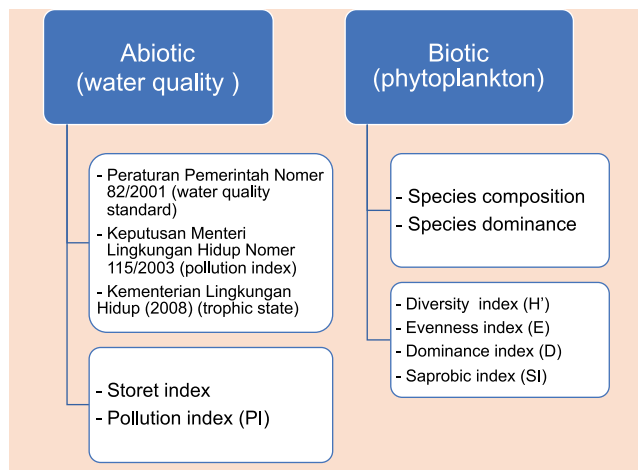 Abiotic
(water quality )
- Peraturan Pemerintah Nomer
82/2001 (water quality
standard)
- Keputusan Menteri
Lingkungan Hidup Nomer
115/2003 (pollution index)
- Kementerian Lingkungan
Hidup (2008) (trophic state)
- Storet index
- Pollution index (PI)
Biotic
(phytoplankton)
- Species composition
- Species dominance
- Diversity index (H’)
- Evenness index (E)
- Dominance index (D)
- Saprobic index (SI)